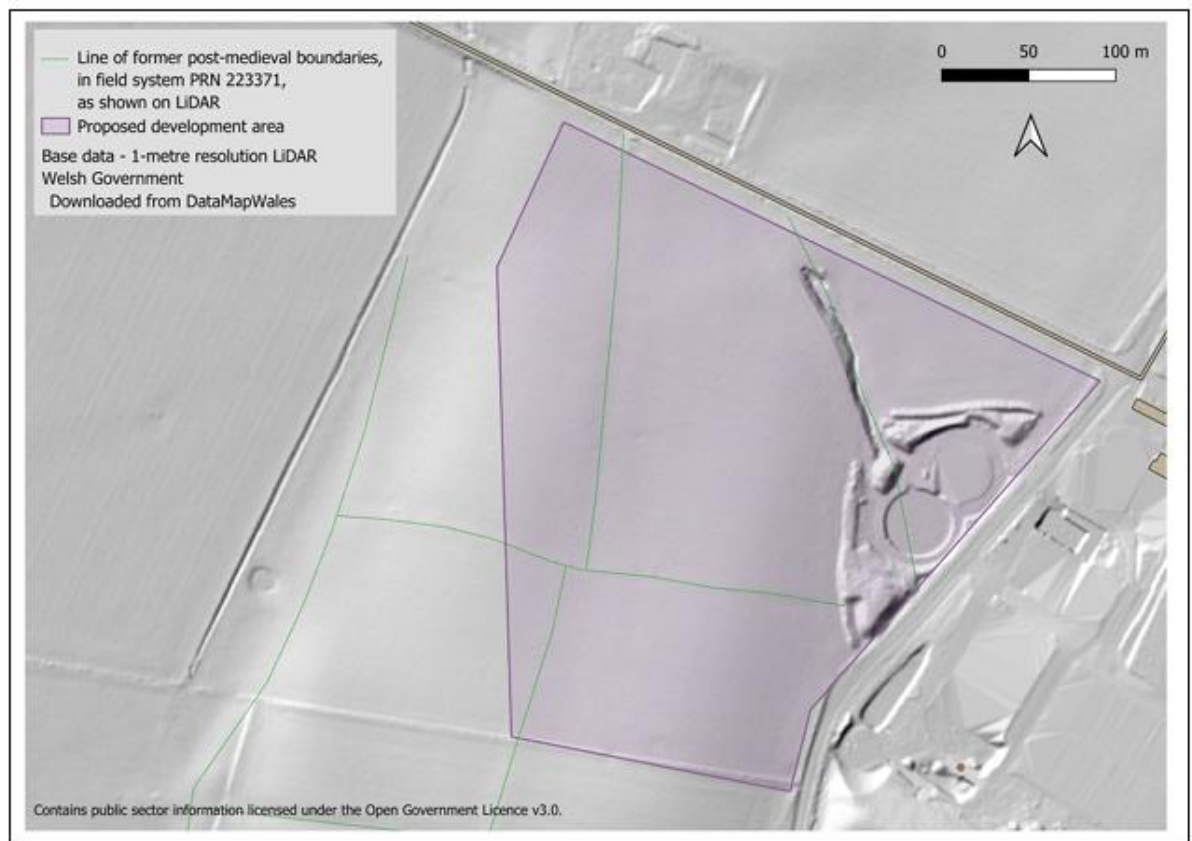 Line of former post-medieval boundaries,
in field system PRN 223371,
as shown on LiDAR
Proposed development area
Base data - 1-metre resolution LiDAR
Welsh Government
Downloaded from DataMapWales
0 50 100 m
Contains public sector information licensed under the Open Government Licence v3.0.